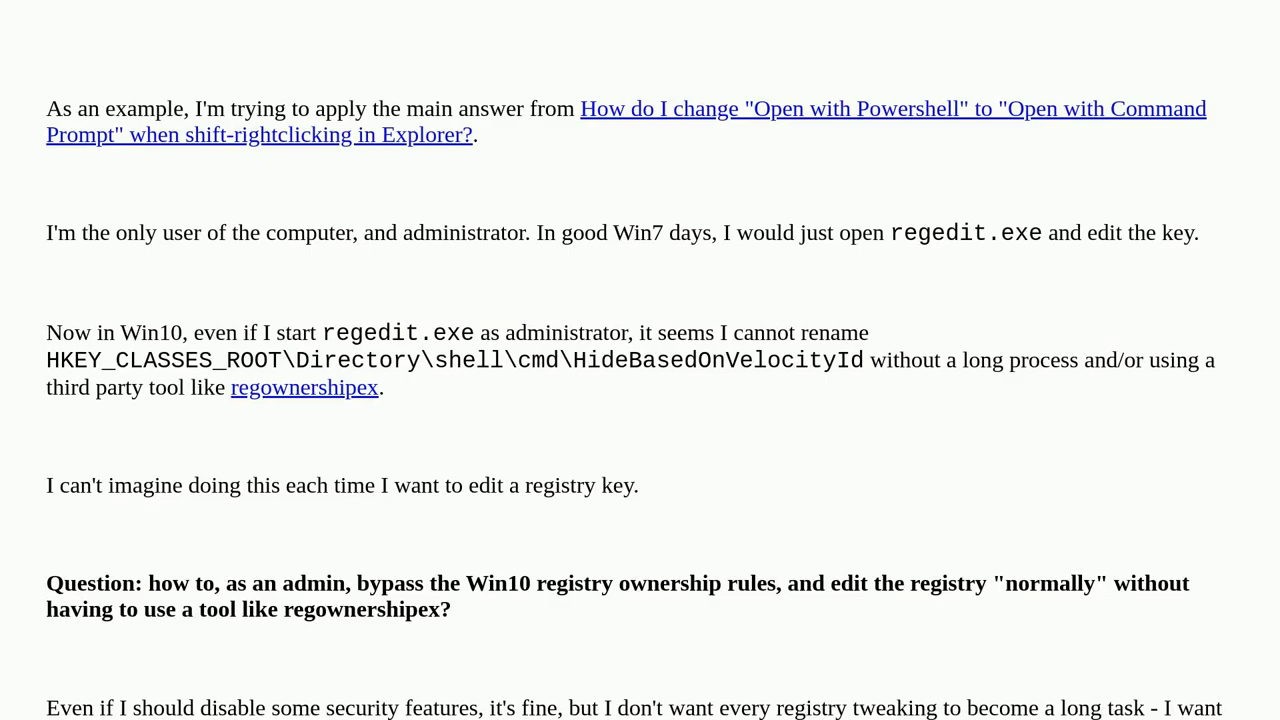 As an example, I'm trying to apply the main answer from How do I change "Open with Powershell" to "Open with Command
Prompt" when shift-rightclicking in Explorer?.
I'm the only user of the computer, and administrator. In good Win7 days, I would just open regedit.exe and edit the key.
Now in Win10, even if I start regedit.exe as administrator, it seems I cannot rename
HKEY_CLASSES_ROOT\Directory\shell\cmd\HideBasedOnVelocityId without a long process and/or using a
third party tool like regownershipex.
I can't imagine doing this each time I want to edit a registry key.
Question: how to, as an admin, bypass the Win10 registry ownership rules, and edit the registry "normally" without
having to use a tool like regownershipex?
Even if I should disable some security features, it's fine, but I don't want every registry tweaking to become a long task - I want